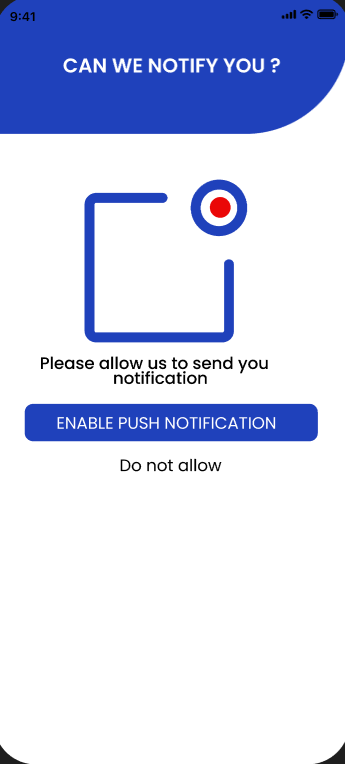 9:41
CAN WE NOTIFY YOU ?
Please allow us to send you
notification
ENABLE PUSH NOTIFICATION
Do not allow